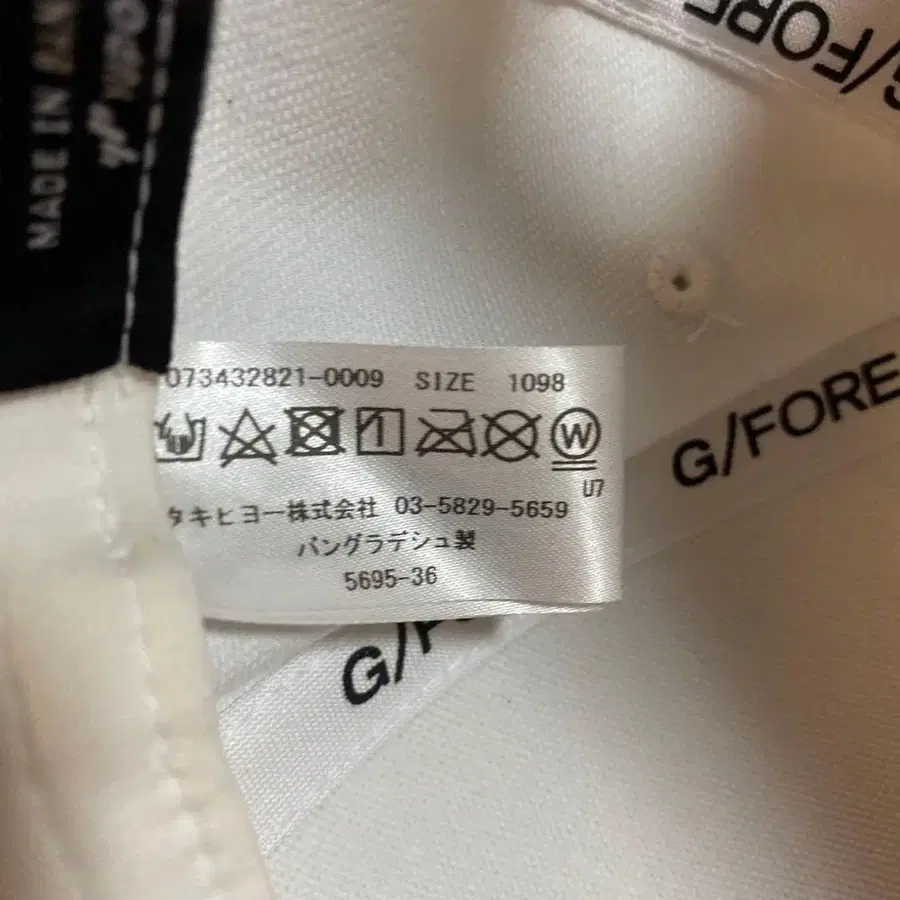 G/FORE
MADE IN
073432821-0009 SIZE 1098
W
U7
タキヒヨー株式会社 03-5829-5659
バングラデシュ製
5695-36
G/FORE
G/F